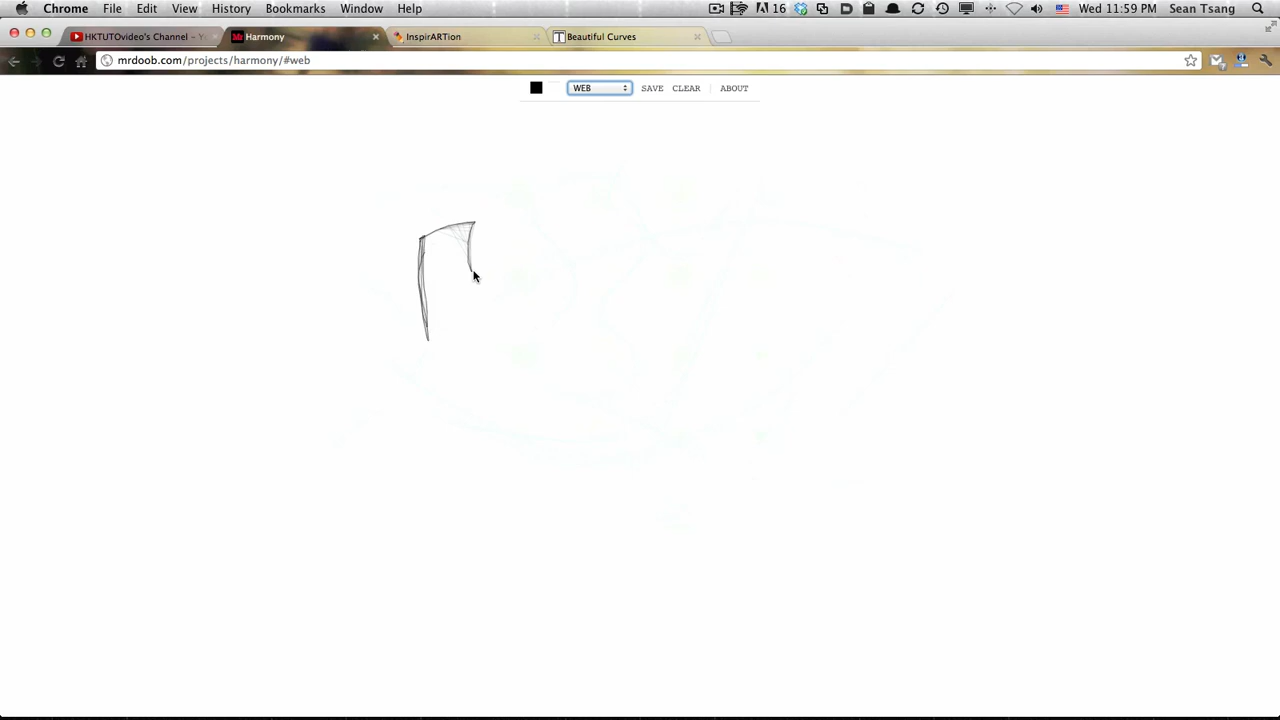 Chrome File Edit View History Bookmarks Window Help 16 Wed 11:59 PM Sean Tsang
HKTUTOvideo's Channel - Harmony InspirARTion Beautiful Curves
mrdoob.com/projects/harmony/#web
WEB SAVE CLEAR | ABOUT